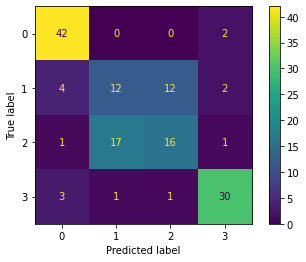 0 42 0 0 2 40
35
1 4 12 12 2 30
25
20
2 1 17 16 1 15
10
3 3 1 1 30 5
0
0 1 2 3
True label
Predicted label